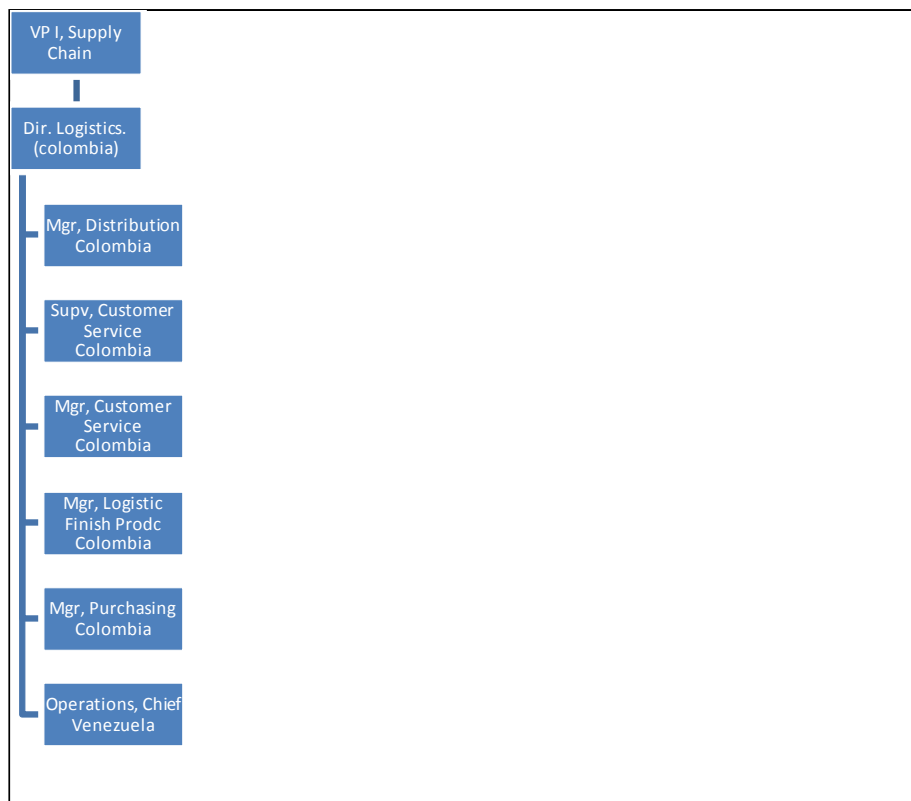 VP I, Supply
Chain
Dir. Logistics.
(colombia)
Mgr, Distribution
Colombia
Supv, Customer
Service
Colombia
Mgr, Customer
Service
Colombia
Mgr, Logistic
Finish Prodc
Colombia
Mgr, Purchasing
Colombia
Operations, Chief
Venezuela